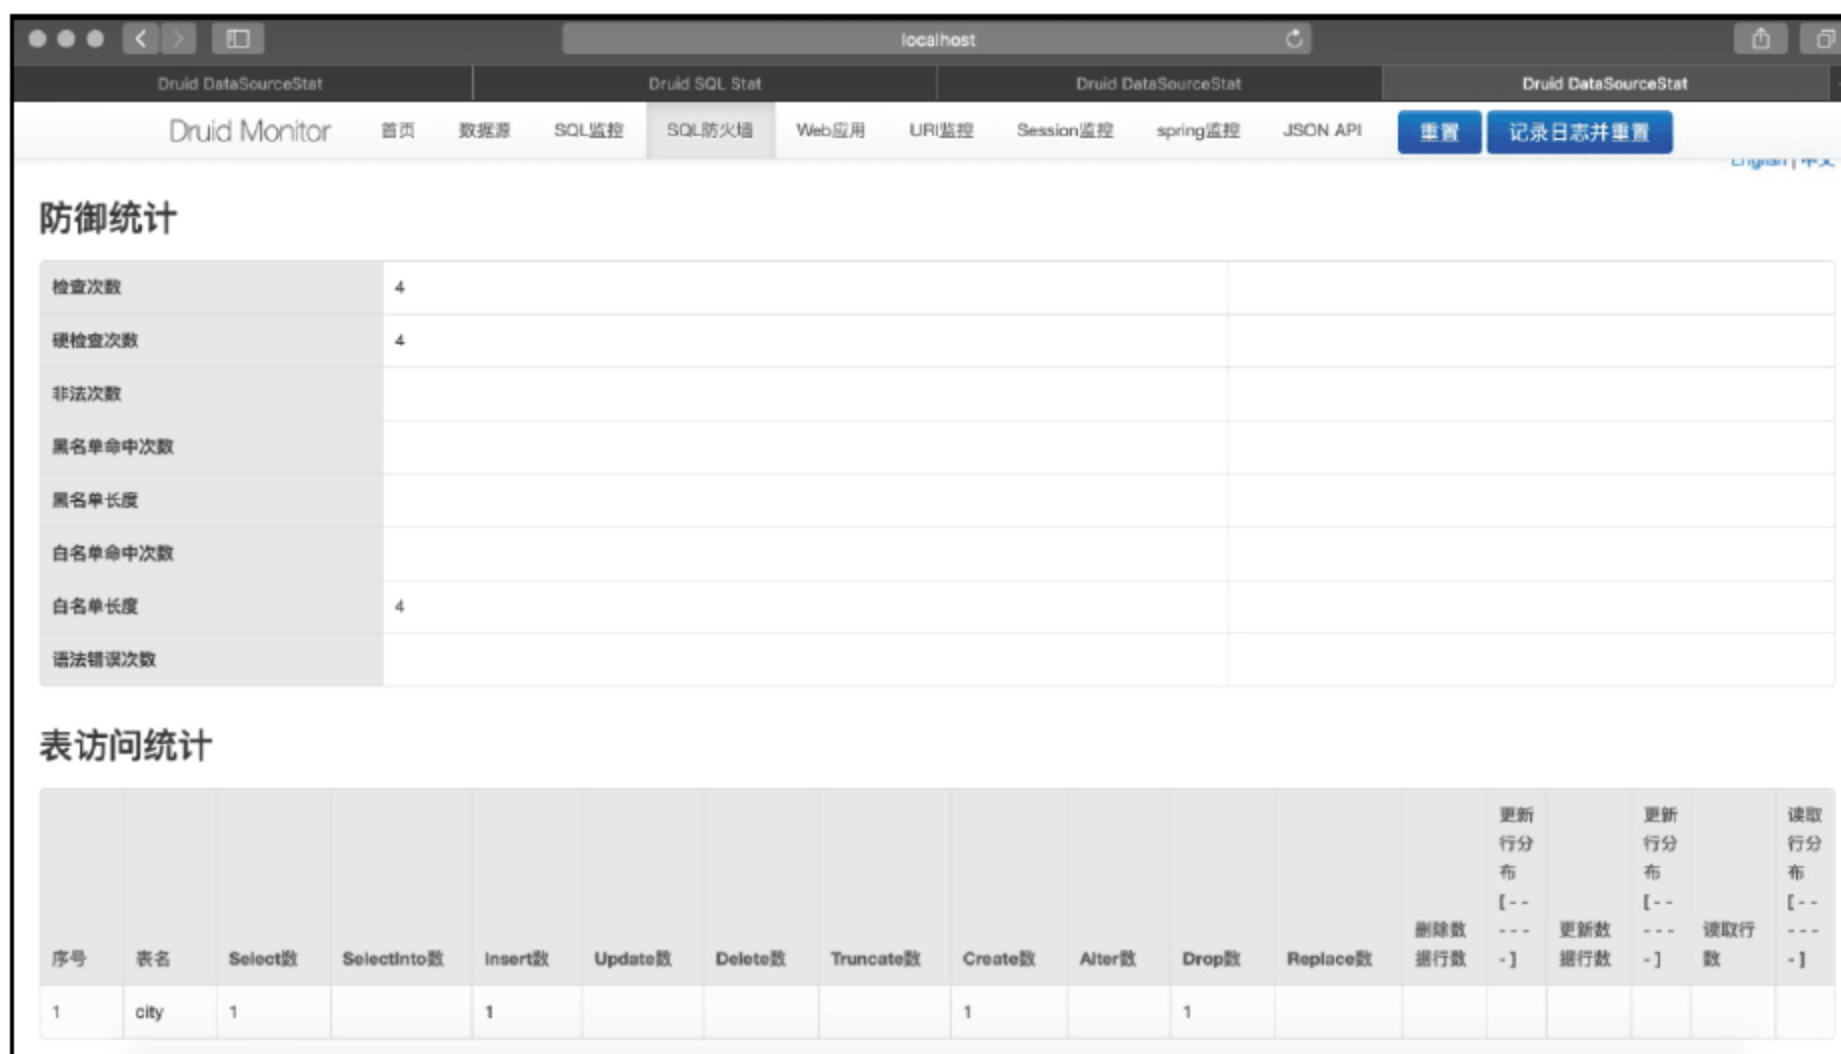 localhost
Druid DataSourceStat Druid SQL Stat Druid DataSourceStat Druid DataSourceStat
Druid Monitor 首页 数据源 SQL监控 SQL防火墙 Web应用 URI监控 Session监控 spring监控 JSON API 重置 记录日志并重置
English | 中文
防御统计
检查次数 4
硬检查次数 4
非法次数
黑名单命中次数
黑名单长度
白名单命中次数
白名单长度 4
语法错误次数
表访问统计
序号 表名 Select数 SelectInto数 Insert数 Update数 Delete数 Truncate数 Create数 Alter数 Drop数 Replace数 删除数据行数 更新行分布[------] 更新数据行数 更新行分布[------] 读取行数 读取行分布[------]
1 city 1 1 1 1